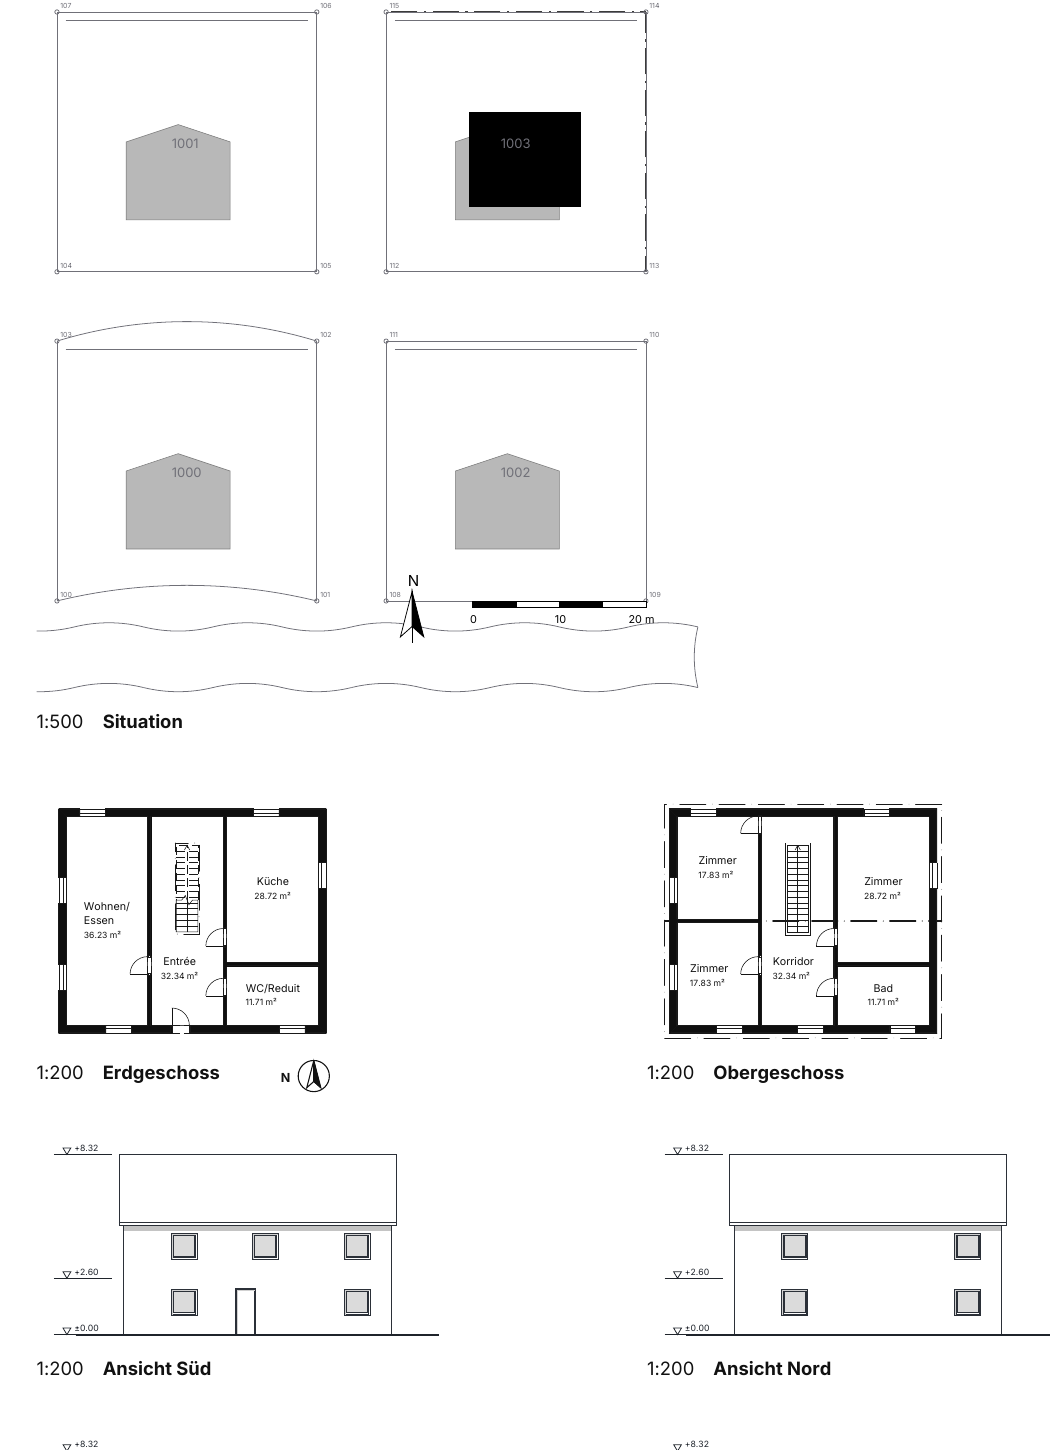 107 106 115 114
1001 1003
104 105 112 113
103 102 111 110
1000 1002
N
100 101 108 109
0 10 20 m
1:500 Situation
Küche
28.72 m²
Wohnen/
Essen
36.23 m²
Entrée
32.34 m²
WC/Reduit
11.71 m²
Zimmer
17.83 m²
Zimmer
28.72 m²
Zimmer
17.83 m²
Korridor
32.34 m²
Bad
11.71 m²
1:200 Erdgeschoss
N
1:200 Obergeschoss
+8.32
+2.60
±0.00
1:200 Ansicht Süd
+8.32
+2.60
±0.00
1:200 Ansicht Nord
+8.32
+8.32